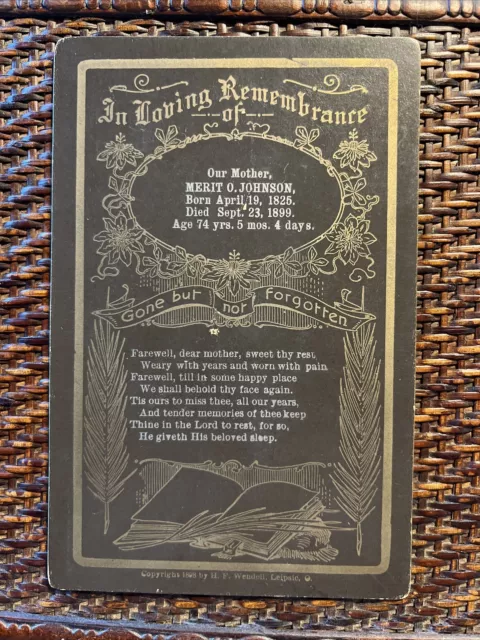 In Loving Remembrance
-of-
Our Mother,
MERIT O. JOHNSON,
Born April 19, 1825.
Died Sept. 23, 1899.
Age 74 yrs. 5 mos. 4 days.
Gone but not forgotten
Farewell, dear mother, sweet thy rest
Weary with years and worn with pain
Farewell, till in some happy place
We shall behold thy face again.
Tis ours to miss thee, all our years,
And tender memories of thee keep
Thine in the Lord to rest, for so,
He giveth His beloved sleep.
Copyright by H. F. Wendell, Leipsic, O.